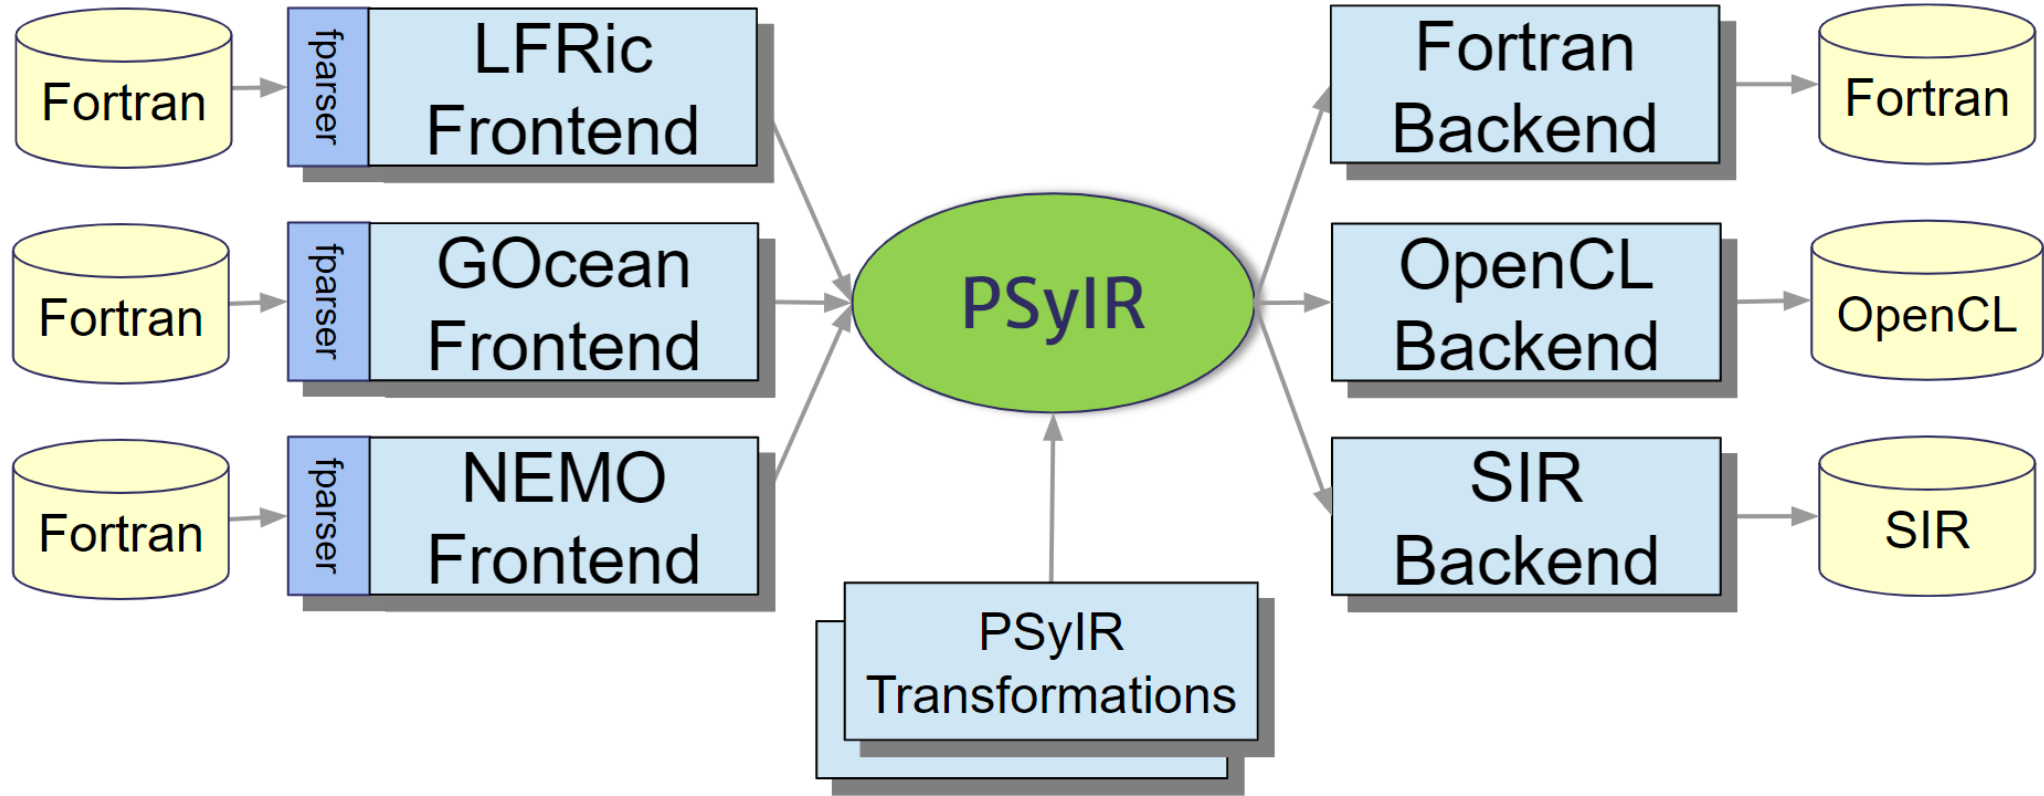 Fortran
fparser
LFRic
Frontend
Fortran
Backend
Fortran
Fortran
fparser
GOcean
Frontend
PSyIR
OpenCL
Backend
OpenCL
Fortran
fparser
NEMO
Frontend
SIR
Backend
SIR
PSyIR
Transformations